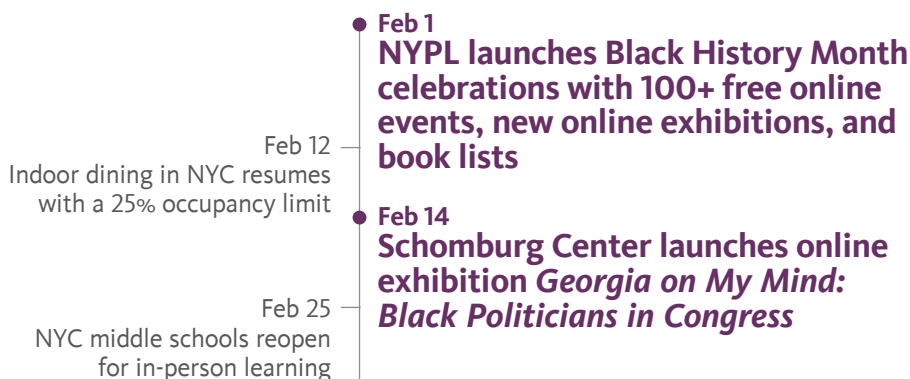 Feb 1
NYPL launches Black History Month
celebrations with 100+ free online
events, new online exhibitions, and
book lists
Feb 12
Indoor dining in NYC resumes
with a 25% occupancy limit
Feb 14
Schomburg Center launches online
exhibition Georgia on My Mind:
Black Politicians in Congress
Feb 25
NYC middle schools reopen
for in-person learning